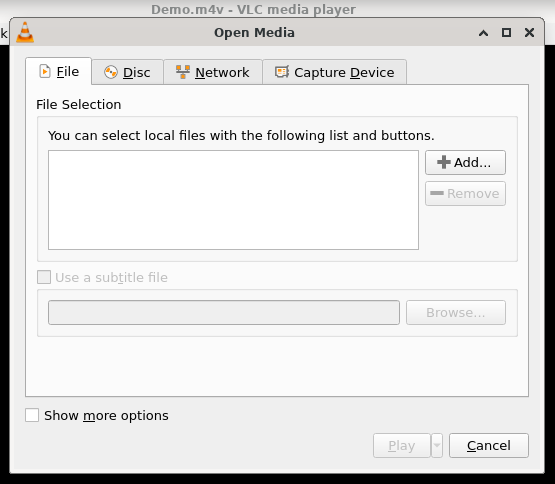 Demo.m4v - VLC media player
k
Open Media
File Disc Network Capture Device
File Selection
You can select local files with the following list and buttons.
Add...
Remove
Use a subtitle file
Browse...
Show more options
Play Cancel